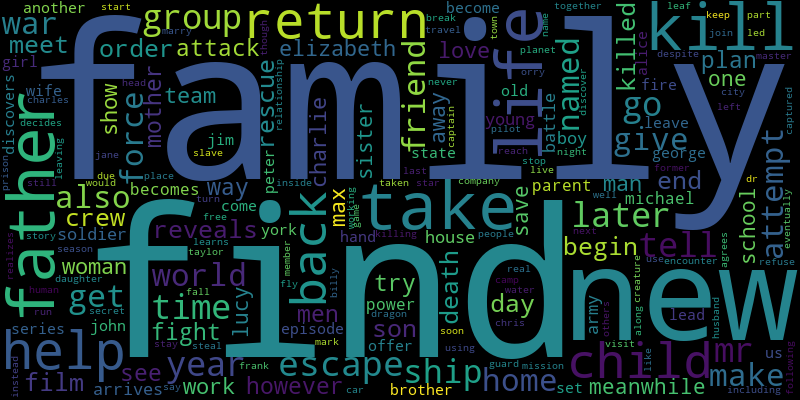 family
find
new
father
return
take
kill
life
help
child
back
group
war
meet
another
start
order
attack
elizabeth
become
break
travel
love
friend
named
killed
alice
plan
one
fire
city
left
go
give
leave
george
town
name
together
leaf
keep
part
join
led
despite
planet
master
captured
girl
discovers
wife
charles
decides
prison
leaving
show
force
mother
team
jim
slave
rescue
though
relationship
peter
charlie
inside
sister
away
never
captain
old
young
pilot
reach
state
battle
boy
night
stop
live
last
star
company
taken
killing
head
marry
jane
due
place
still
would
also
becomes
way
come
free
turn
max
man
end
former
dr
well
michael
parent
school
attempt
eventually
later
tell
begin
save
house
people
hand
york
working
game
reveals
learns
taylor
crew
soldier
story
season
woman
daughter
human
run
realizes
get
secret
john
series
instead
film
arrives
see
say
work
year
time
fight
stay
steal
fall
world
lucy
member
fly
men
episode
billy
mark
dragon
son
offer
power
try
death
day
real
camp
water
chris
soon
using
guard
mission
army
others
along
creature
use
encounter
agrees
refuse
next
lead
husband
visit
like
mr
us
make
including
following
meanwhile
set
home
ship
escape
brother
car
frank
however
orry
discover